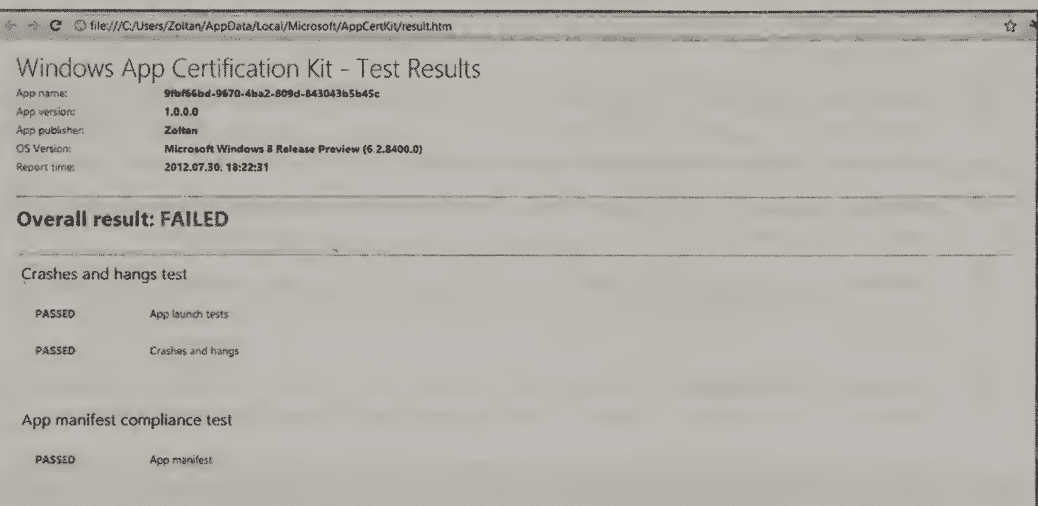 file:///C:/Users/Zoltan/AppData/Local/Microsoft/AppCertKit/result.htm
Windows App Certification Kit - Test Results
App name: 9fbf66bd-9670-4ba2-809d-843043b5b45c
App version: 1.0.0.0
App publisher: Zoltan
OS Version: Microsoft Windows 8 Release Preview (6.2.8400.0)
Report time: 2012.07.30. 18:22:31
Overall result: FAILED
Crashes and hangs test
PASSED App launch tests
PASSED Crashes and hangs
App manifest compliance test
PASSED App manifest